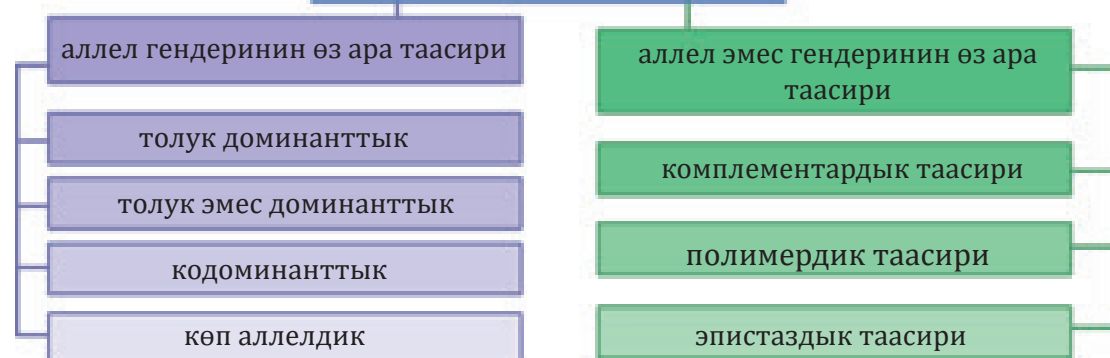 аллел гендеринин өз ара таасири
толук доминанттык
толук эмес доминанттык
кодоминанттык
көп аллелдик
аллел эмес гендеринин өз ара
таасири
комплементардык таасири
полимердик таасири
эпистаздык таасири